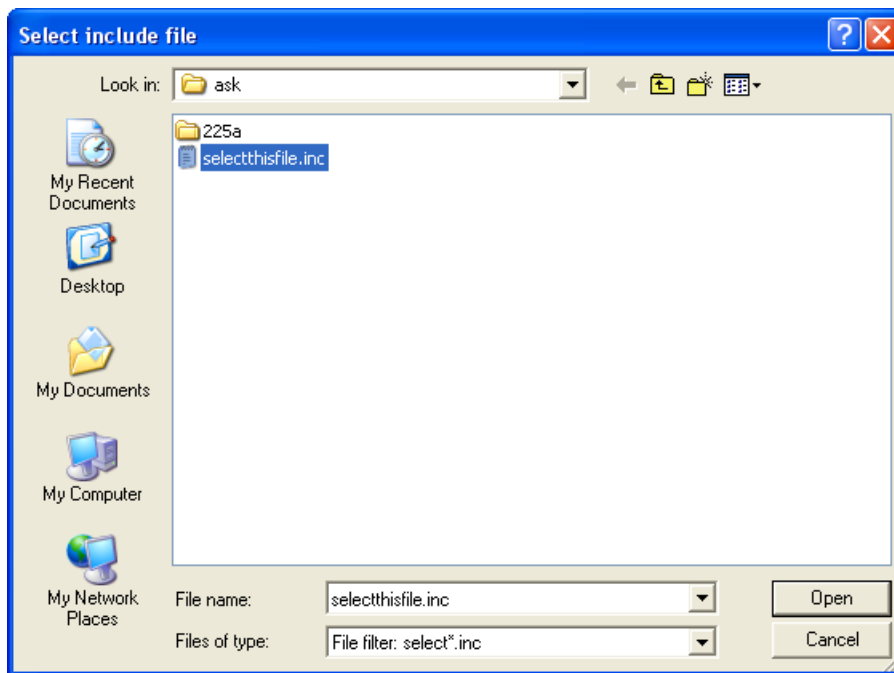 Select include file
Look in:
ask
225a
selectthisfile.inc
My Recent
Documents
Desktop
My Documents
My Computer
My Network
Places
File name:
selectthisfile.inc
Open
Files of type:
File filter: select*.inc
Cancel